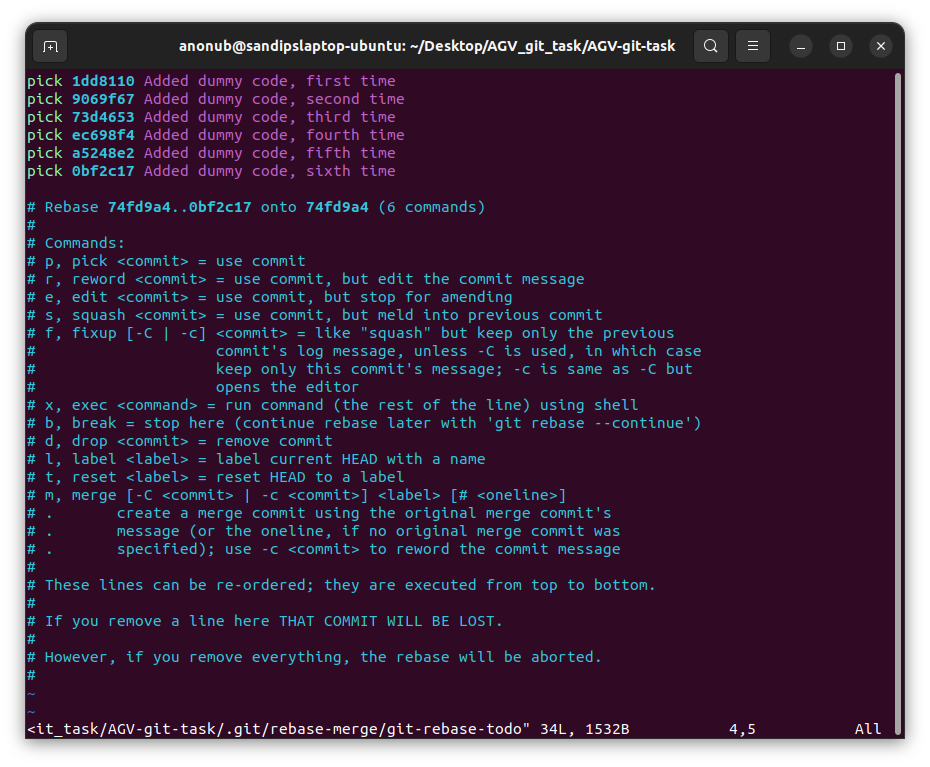 anonub@sandipslaptop-ubuntu: ~/Desktop/AGV_git_task/AGV-git-task
pick 1dd8110 Added dummy code, first time
pick 9069f67 Added dummy code, second time
pick 73d4653 Added dummy code, third time
pick ec698f4 Added dummy code, fourth time
pick a5248e2 Added dummy code, fifth time
pick 0bf2c17 Added dummy code, sixth time

# Rebase 74fd9a4..0bf2c17 onto 74fd9a4 (6 commands)
#
# Commands:
# p, pick <commit> = use commit
# r, reword <commit> = use commit, but edit the commit message
# e, edit <commit> = use commit, but stop for amending
# s, squash <commit> = use commit, but meld into previous commit
# f, fixup [-C | -c] <commit> = like "squash" but keep only the previous
#                    commit's log message, unless -C is used, in which case
#                    keep only this commit's message; -c is same as -C but
#                    opens the editor
# x, exec <command> = run command (the rest of the line) using shell
# b, break = stop here (continue rebase later with 'git rebase --continue')
# d, drop <commit> = remove commit
# l, label <label> = label current HEAD with a name
# t, reset <label> = reset HEAD to a label
# m, merge [-C <commit> | -c <commit>] <label> [# <oneline>]
# .       create a merge commit using the original merge commit's
# .       message (or the oneline, if no original merge commit was
# .       specified); use -c <commit> to reword the commit message
#
# These lines can be re-ordered; they are executed from top to bottom.
#
# If you remove a line here THAT COMMIT WILL BE LOST.
#
# However, if you remove everything, the rebase will be aborted.
#
~
~
<it_task/AGV-git-task/.git/rebase-merge/git-rebase-todo" 34L, 1532B 4,5 All